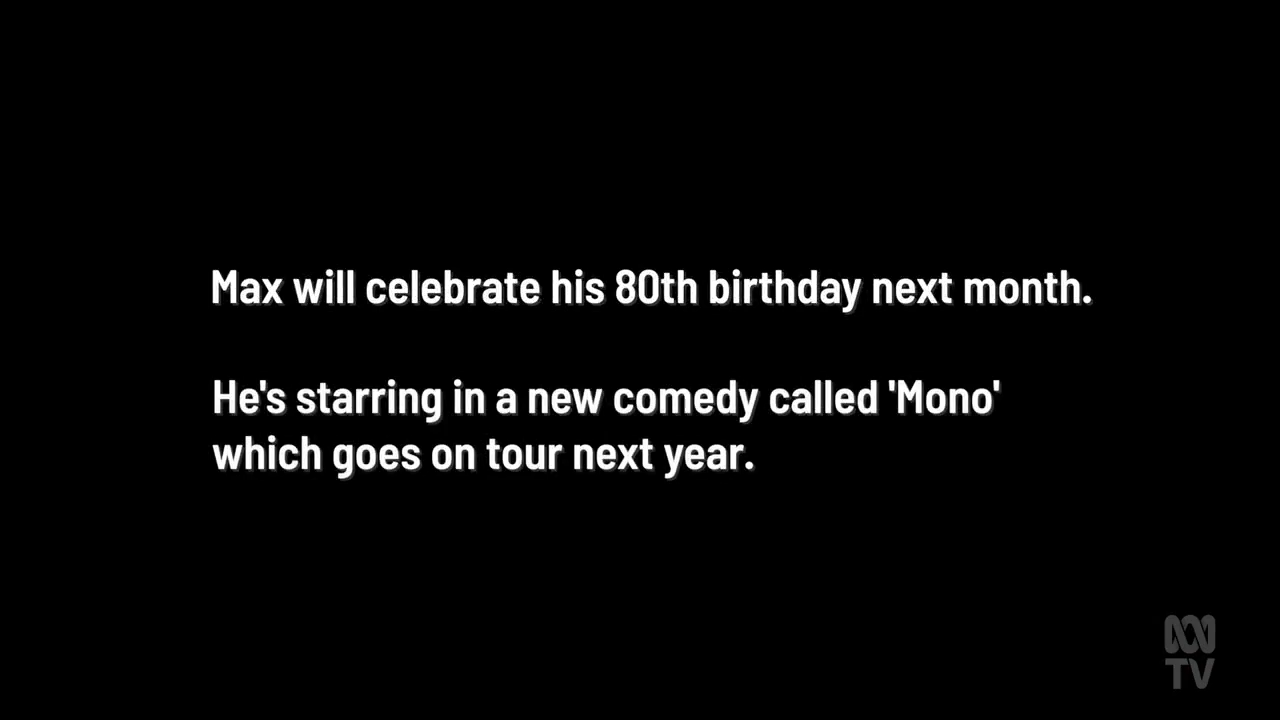 Max will celebrate his 80th birthday next month.
He's starring in a new comedy called 'Mono'
which goes on tour next year.
TV